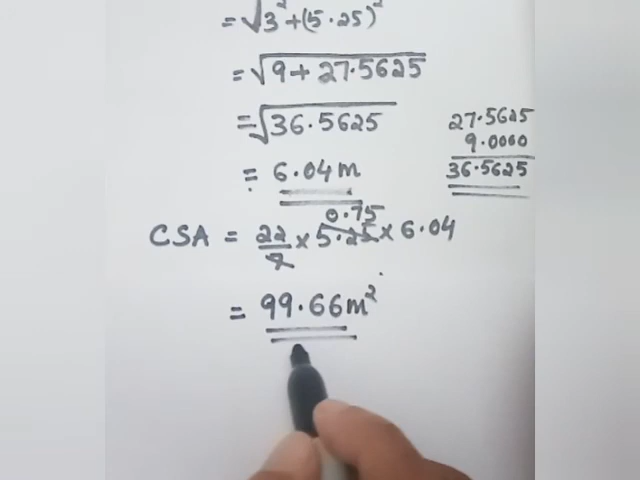 = √3² + (5.25)²
= √9 + 27.5625
= √36.5625
= 6.04m
27.5625
9.0000
36.5625
0.75
CSA = 22/7 × 5.25 × 6.04
= 99.66m²